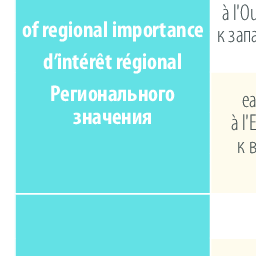 à l'Ou
of regional importance
к запа
d'intérêt régional
Регионального
значения
ea
à l'E
к в